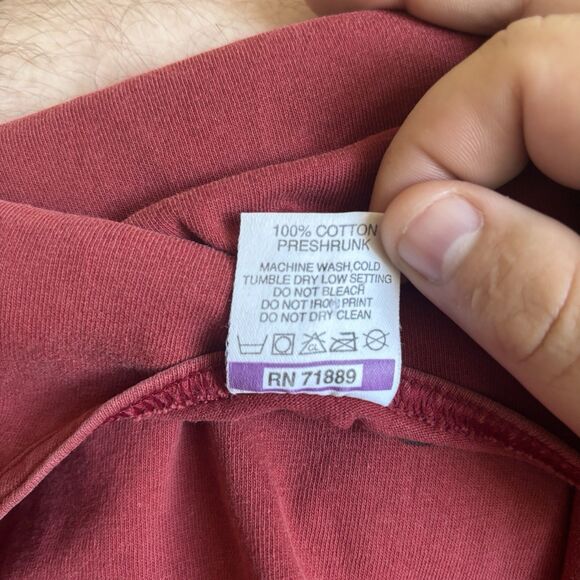 100% COTTON
PRESHRUNK
MACHINE WASH, COLD
TUMBLE DRY LOW SETTING
DO NOT BLEACH
DO NOT IRON PRINT
DO NOT DRY CLEAN
CL
RN 71889